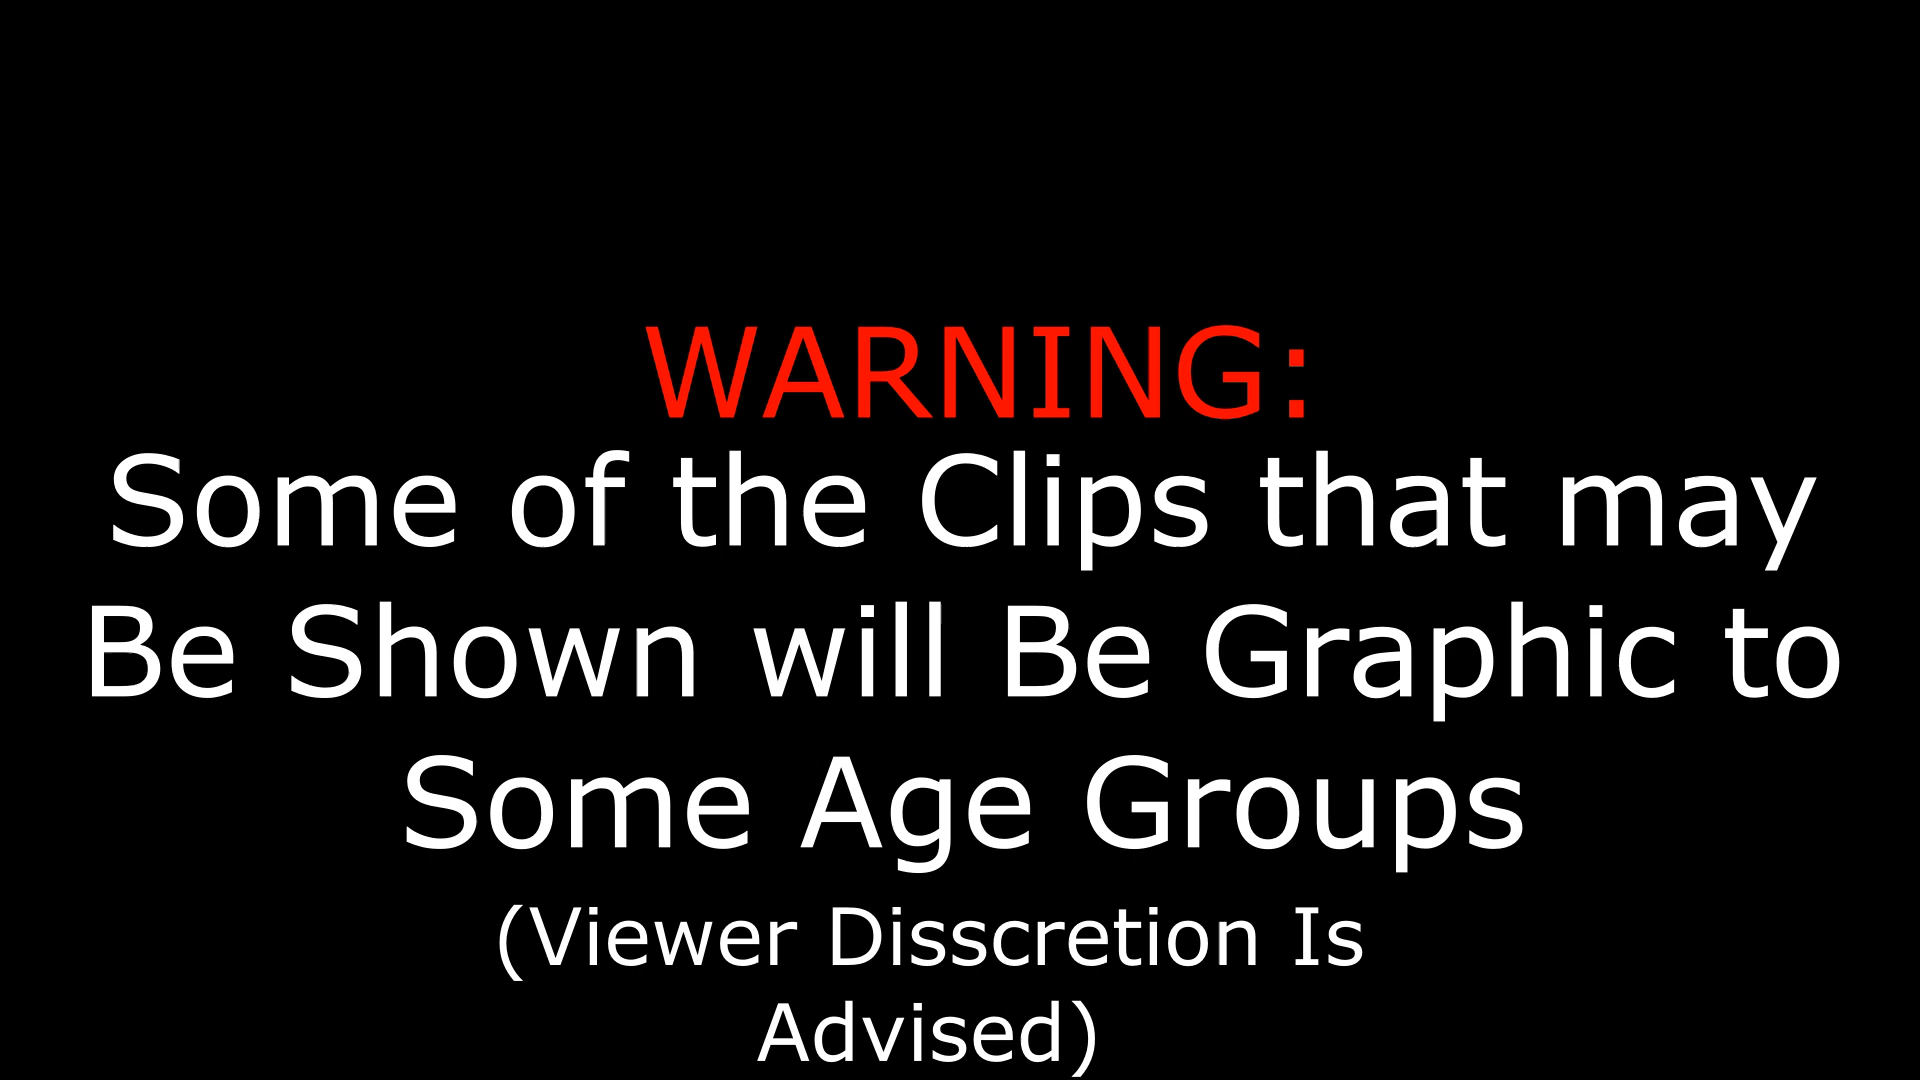 WARNING:
Some of the Clips that may
Be Shown will Be Graphic to
Some Age Groups
(Viewer Disscretion Is
Advised)